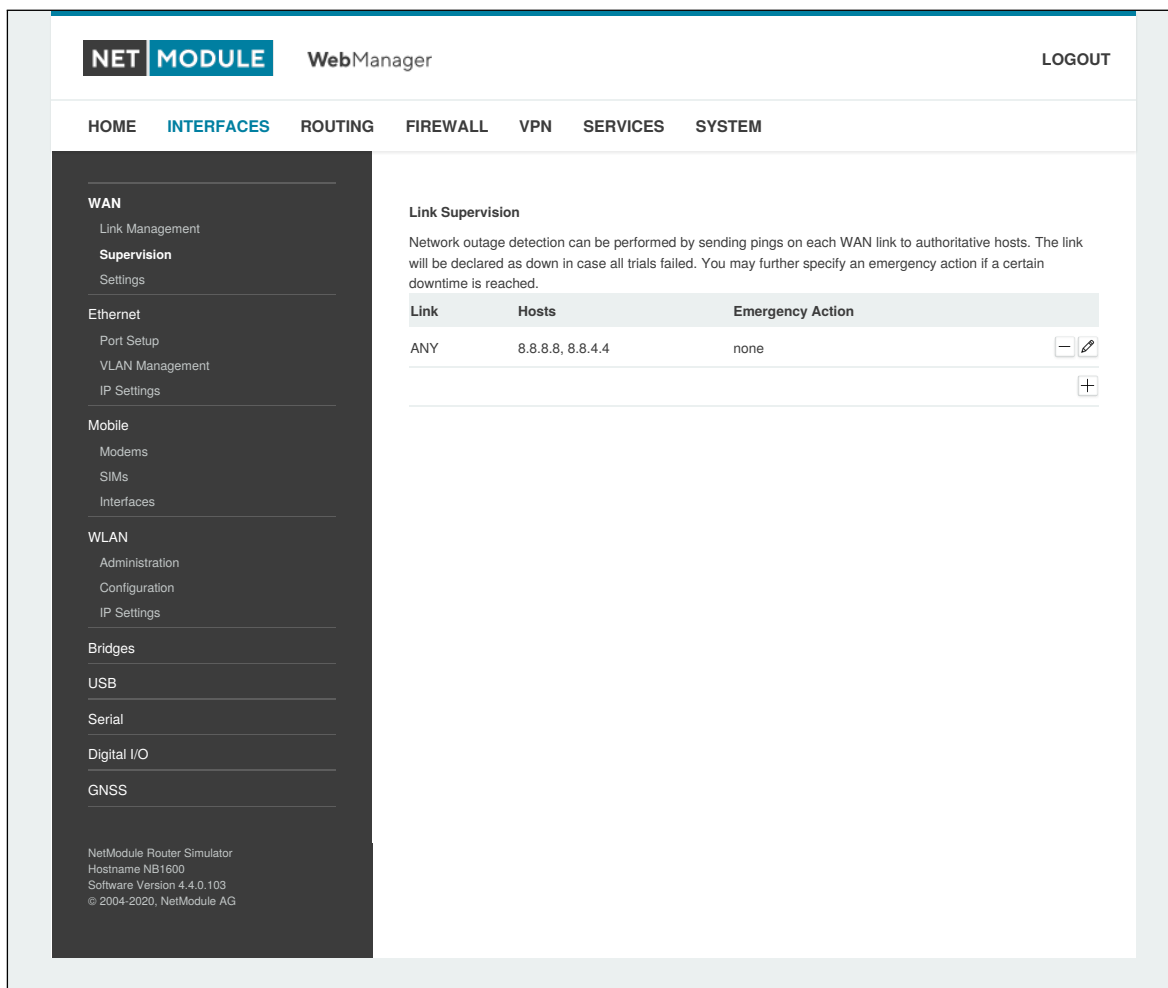 NET MODULE WebManager LOGOUT
HOME INTERFACES ROUTING FIREWALL VPN SERVICES SYSTEM
WAN
Link Management
Supervision
Settings
Ethernet
Port Setup
VLAN Management
IP Settings
Mobile
Modems
SIMs
Interfaces
WLAN
Administration
Configuration
IP Settings
Bridges
USB
Serial
Digital I/O
GNSS
NetModule Router Simulator
Hostname NB1600
Software Version 4.4.0.103
© 2004-2020, NetModule AG
Link Supervision
Network outage detection can be performed by sending pings on each WAN link to authoritative hosts. The link
will be declared as down in case all trials failed. You may further specify an emergency action if a certain
downtime is reached.
Link Hosts Emergency Action
ANY 8.8.8.8, 8.8.4.4 none